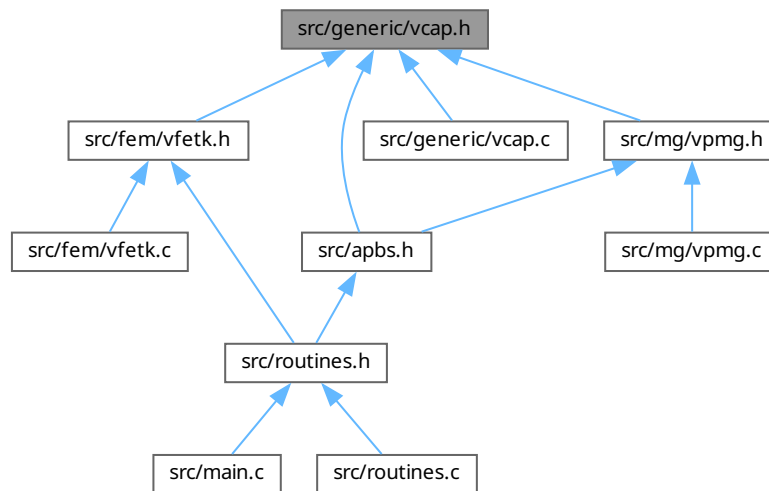 src/generic/vcap.h
src/fem/vfetk.h
src/generic/vcap.c
src/mg/vpmg.h
src/fem/vfetk.c
src/apbs.h
src/mg/vpmg.c
src/routines.h
src/main.c
src/routines.c